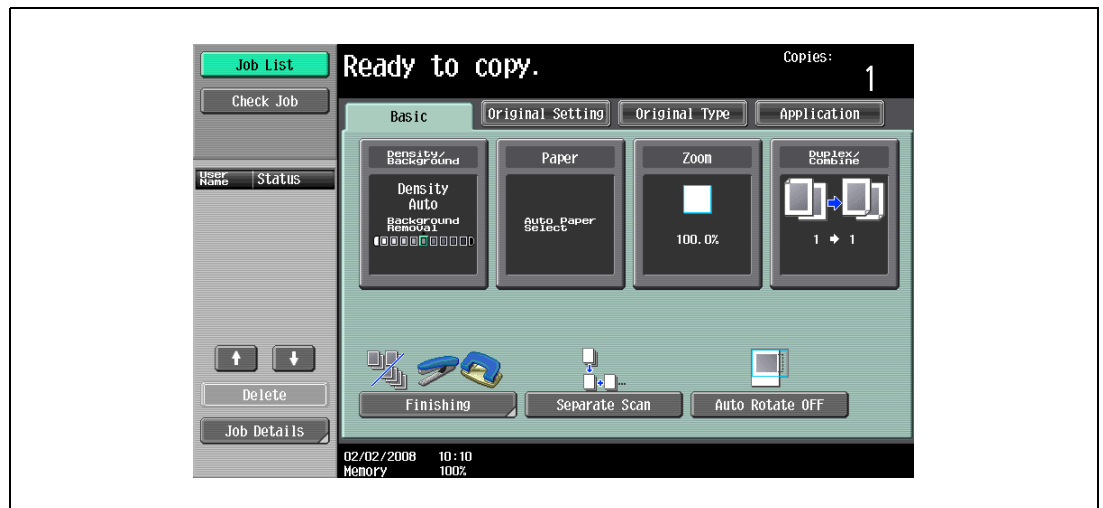 Job List
Check Job
User
Name
Status
Delete
Job Details
Ready to copy.
Copies:
1
Basic
Original Setting
Original Type
Application
Density/
Background
Density
Auto
Background
Removal
Paper
Auto Paper
Select
Zoom
100.0%
Duplex/
Combine
1 → 1
Finishing
Separate Scan
Auto Rotate OFF
02/02/2008 10:10
Memory 100%